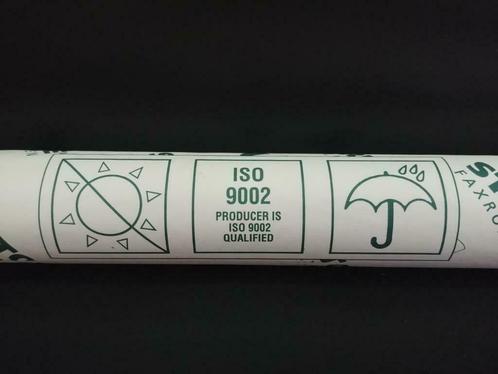 ISO
9002
PRODUCER IS
ISO 9002
QUALIFIED